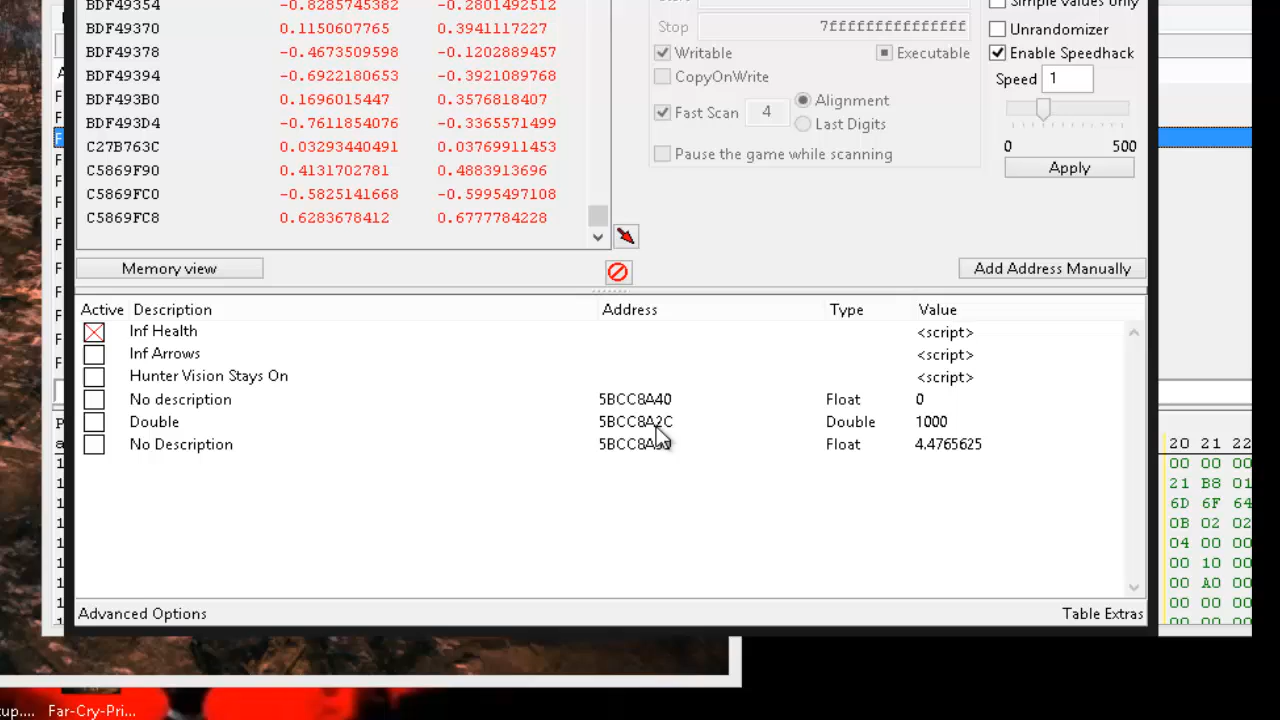 BDF49354 -0.8285745382 -0.2801492512
Simple values only
Stop 7fffffffffffffff
Unrandomizer
BDF49370 0.1150607765 0.3941117227
BDF49378 -0.4673509598 -0.1202889457
Writable Executable
Enable Speedhack
BDF49394 -0.6922180653 -0.3921089768
CopyOnWrite
Speed 1
BDF493B0 0.1696015447 0.3576818407
Fast Scan 4 Alignment
BDF493D4 -0.7611854076 -0.3365571499
Last Digits
C27B763C 0.03293440491 0.03769911453
0 500
Pause the game while scanning
C5869F90 0.4131702781 0.4883913696
Apply
C5869FC0 -0.5825141668 -0.5995497108
C5869FC8 0.6283678412 0.6777784228
Memory view
Add Address Manually
Active Description Address Type Value
Inf Health <script>
Inf Arrows <script>
Hunter Vision Stays On <script>
No description 5BCC8A40 Float 0
Double 5BCC8A2C Double 1000
No Description Float 4.4765625
Advanced Options Table Extras
20 21 22
00 00 00
21 B8 01
6D 6F 64
0B 02 02
04 00 00
00 10 00
00 A0 00
00 00 00
Far-Cry-Pri...